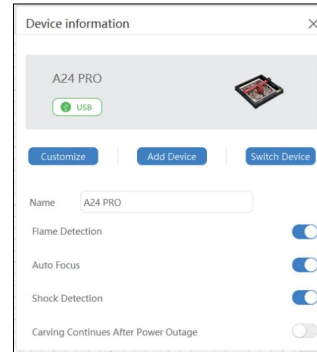 Device information
A24 PRO
USB
Customize Add Device Switch Device
Name A24 PRO
Flame Detection
Auto Focus
Shock Detection
Carving Continues After Power Outage